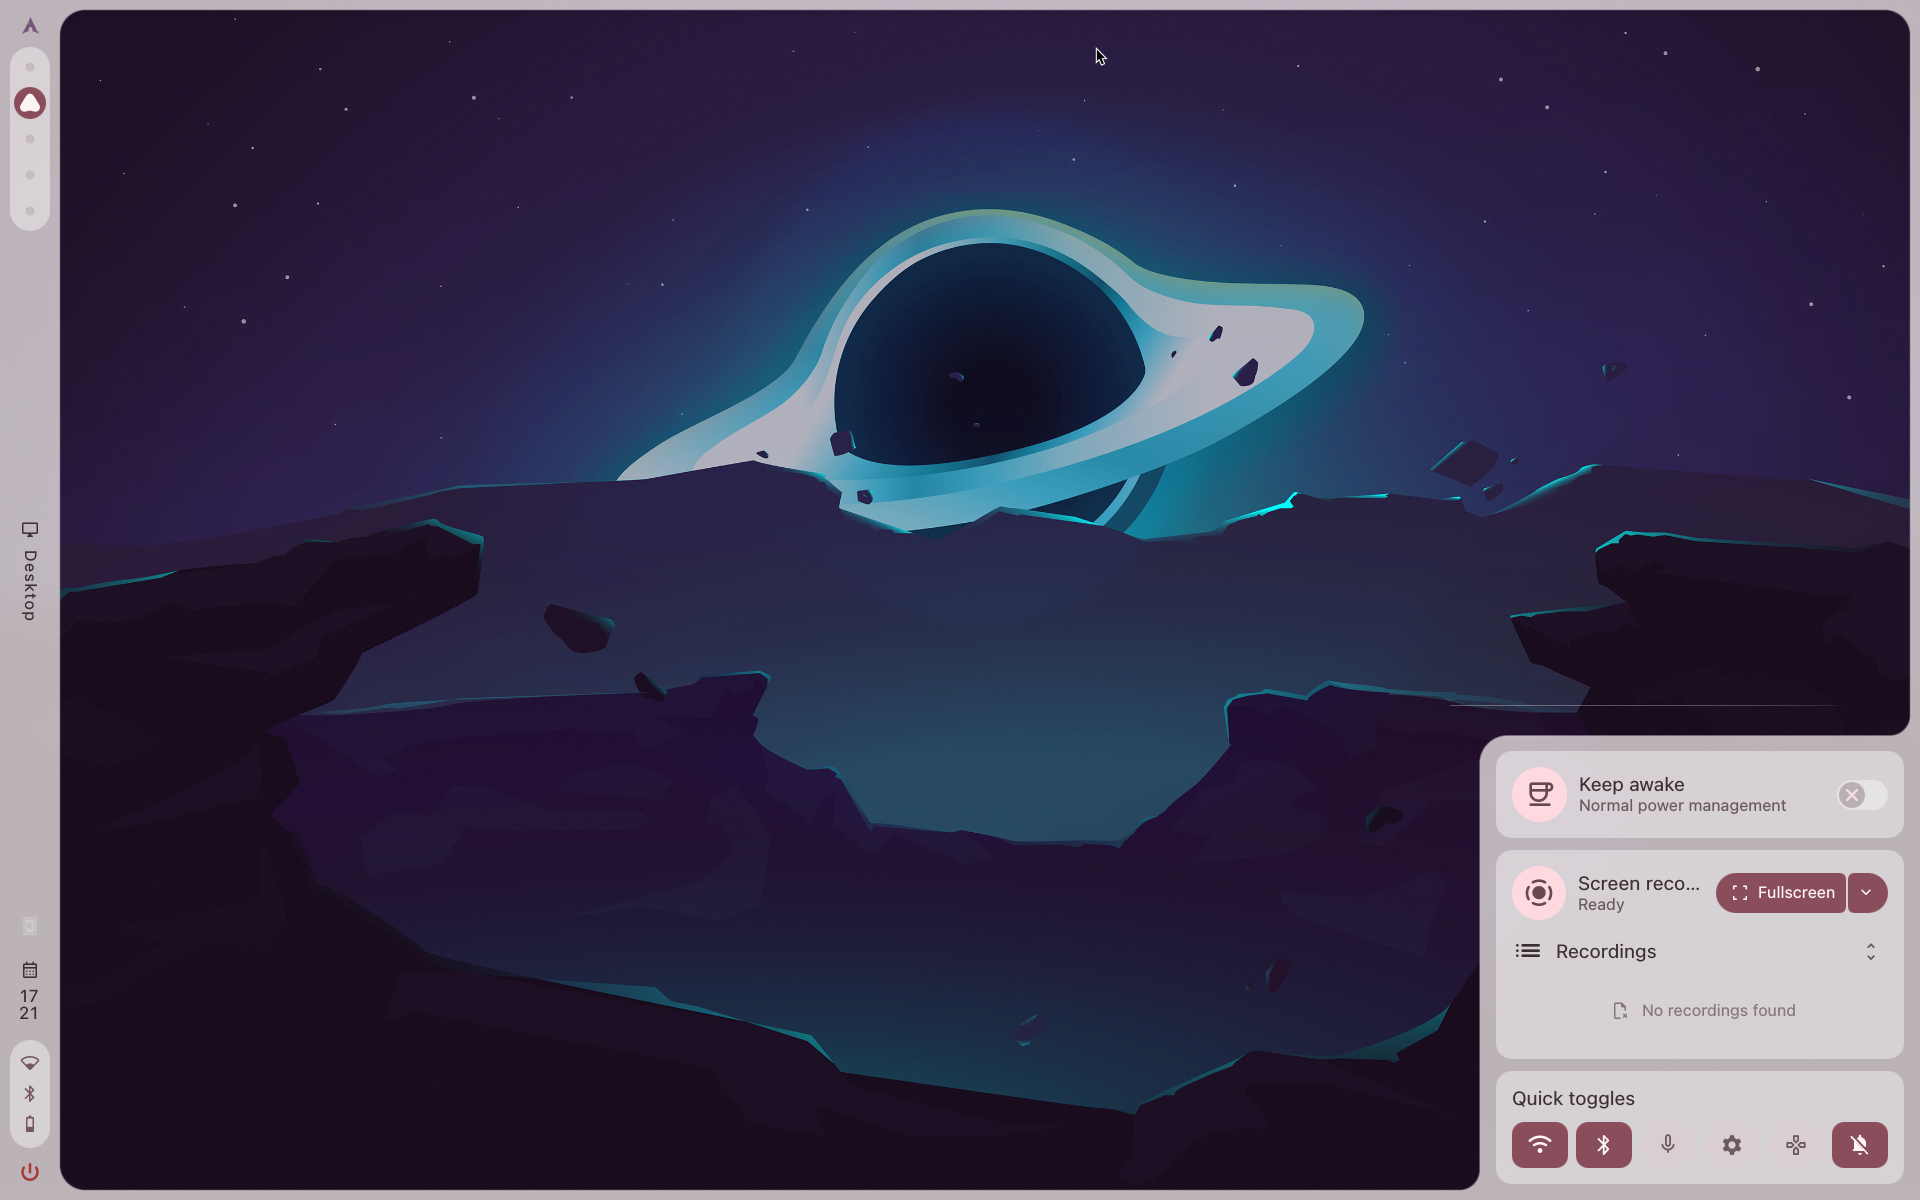 Desktop
17
21
Keep awake
Normal power management
Screen reco...
Ready
Fullscreen
Recordings
No recordings found
Quick toggles